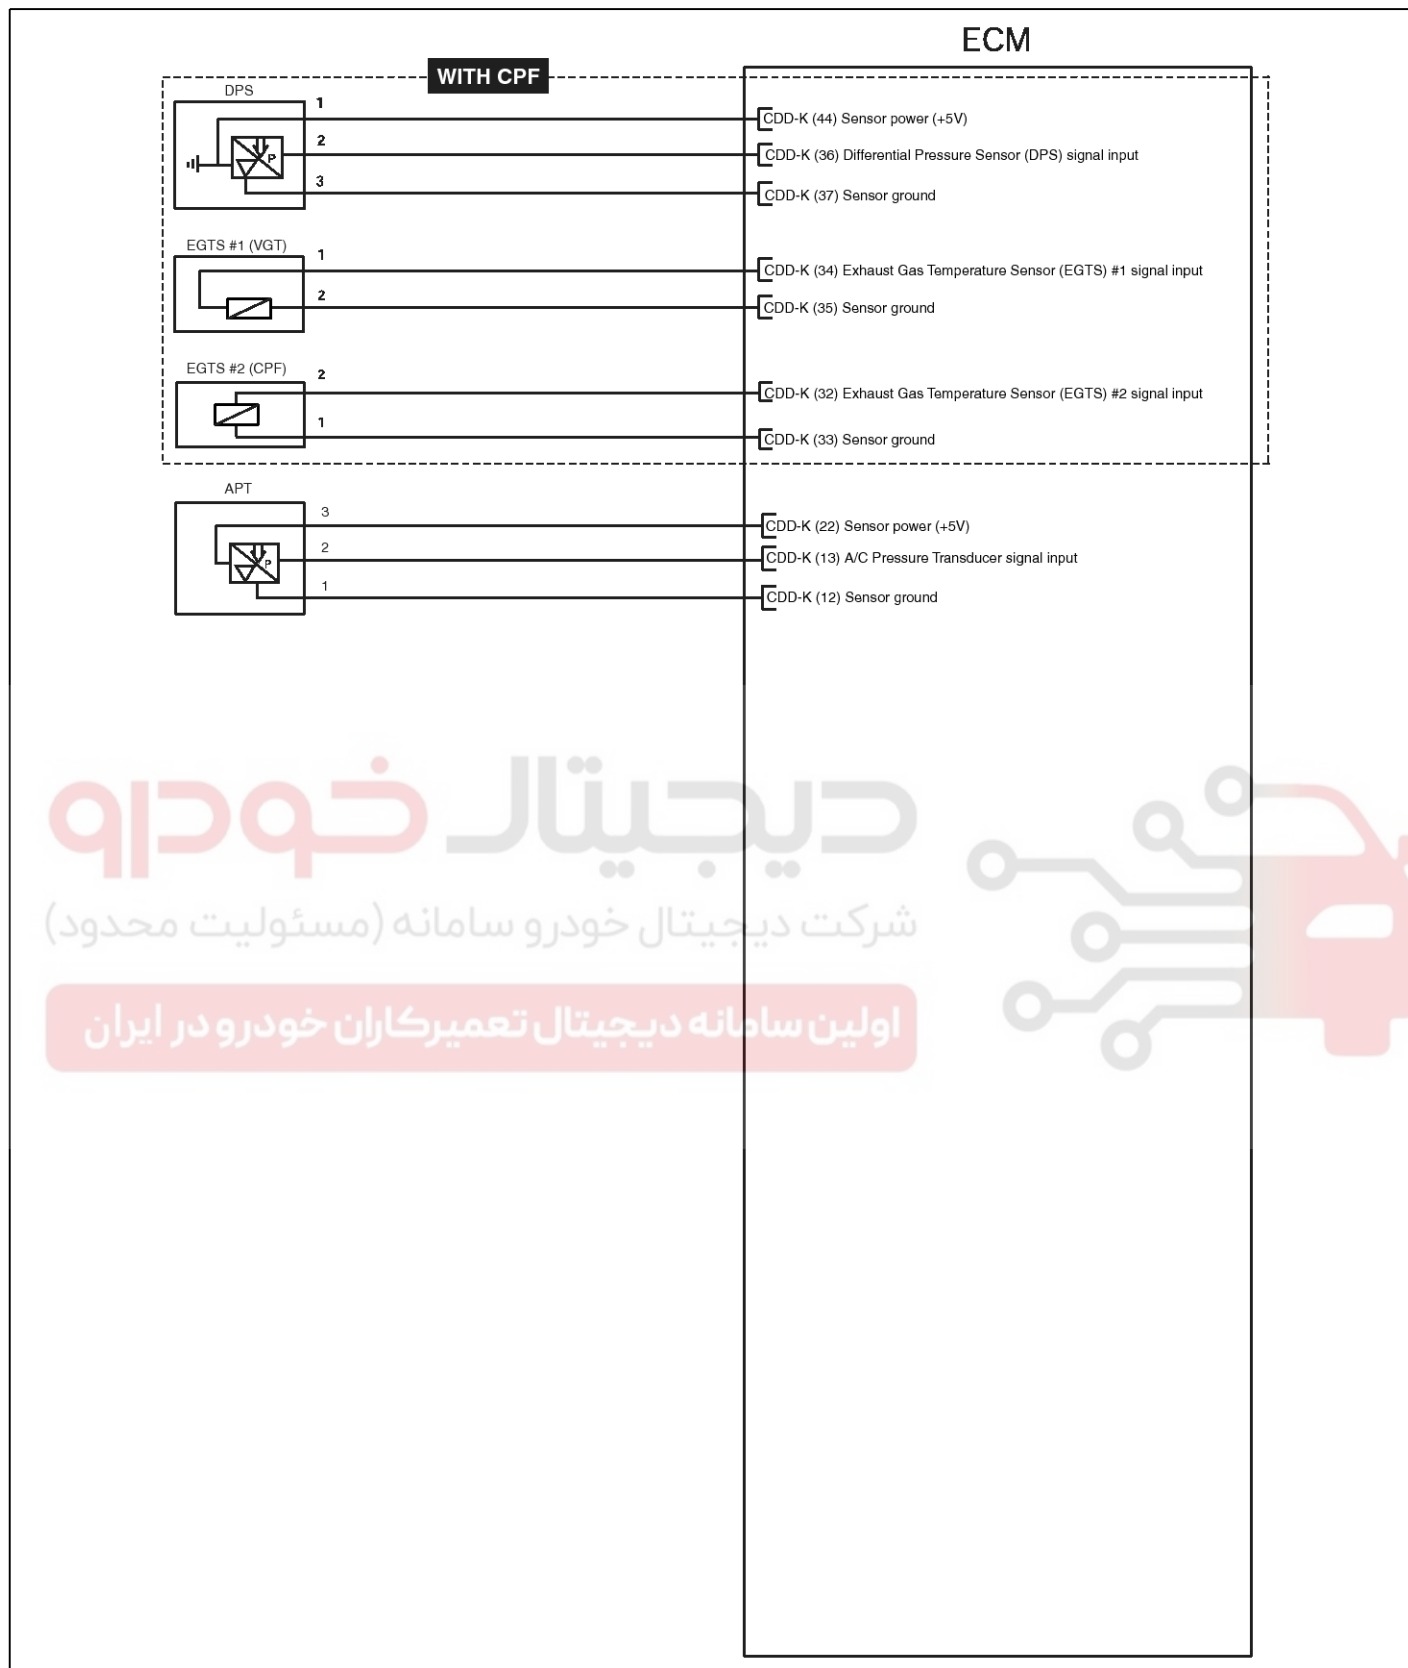 ECM
WITH CPF
DPS
1
CDD-K (44) Sensor power (+5V)
2
P
CDD-K (36) Differential Pressure Sensor (DPS) signal input
3
CDD-K (37) Sensor ground
EGTS #1 (VGT)
1
CDD-K (34) Exhaust Gas Temperature Sensor (EGTS) #1 signal input
2
CDD-K (35) Sensor ground
EGTS #2 (CPF)
2
CDD-K (32) Exhaust Gas Temperature Sensor (EGTS) #2 signal input
1
CDD-K (33) Sensor ground
APT
3
CDD-K (22) Sensor power (+5V)
2
P
CDD-K (13) A/C Pressure Transducer signal input
1
CDD-K (12) Sensor ground
دیجیتال خودرو
شرکت دیجیتال خودرو سامانه (مسئولیت محدود)
اولین سامانه دیجیتال تعمیرکاران خودرو در ایران